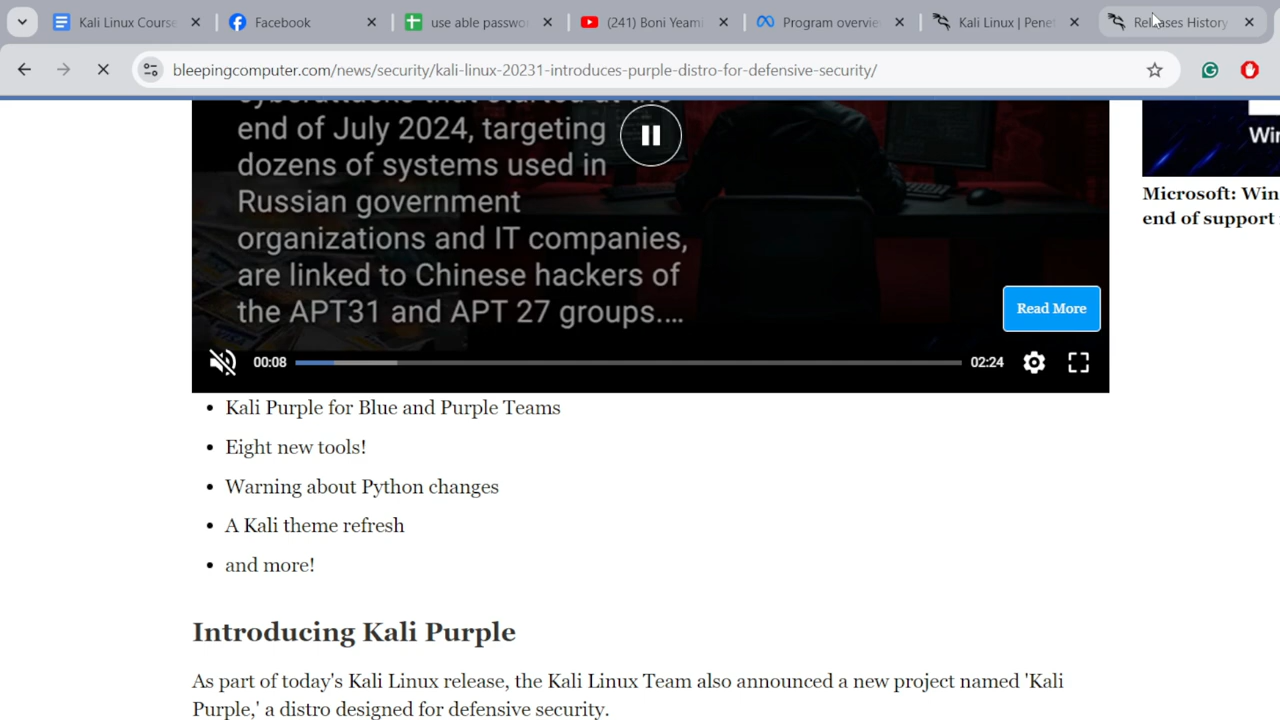 Kali Linux Course
Facebook
use able passwo
(241) Boni Yeami
Program overvie
Kali Linux | Pene
Releases History
bleepingcomputer.com/news/security/kali-linux-20231-introduces-purple-distro-for-defensive-security/
end of July 2024, targeting
dozens of systems used in
Russian government
organizations and IT companies,
are linked to Chinese hackers of
the APT31 and APT 27 groups....
Read More
00:08
02:24
Win
Microsoft: Win
end of support
• Kali Purple for Blue and Purple Teams
• Eight new tools!
• Warning about Python changes
• A Kali theme refresh
• and more!
Introducing Kali Purple
As part of today's Kali Linux release, the Kali Linux Team also announced a new project named 'Kali
Purple,' a distro designed for defensive security.